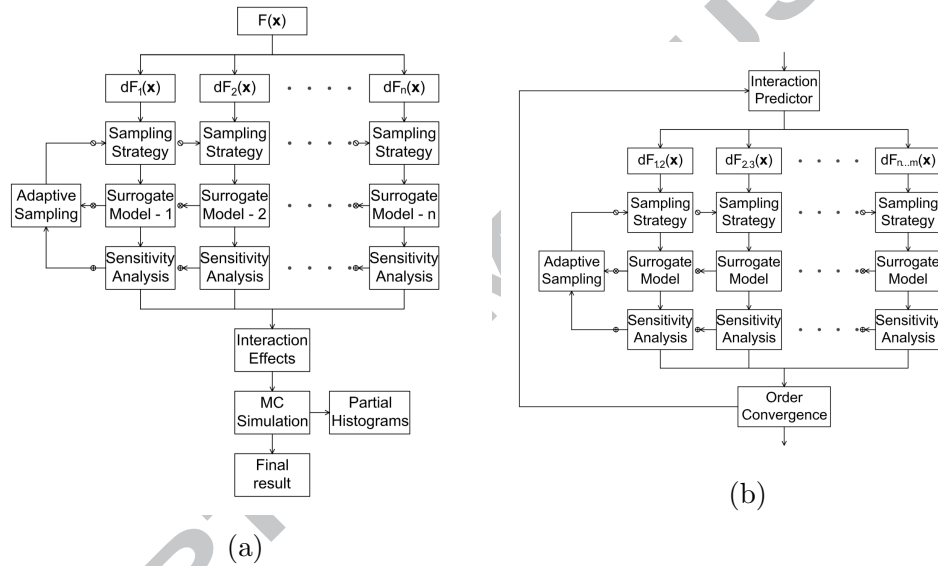 F(x)
dF1(x)
dF2(x)
dFn(x)
Sampling
Strategy
Sampling
Strategy
Sampling
Strategy
Adaptive
Sampling
Surrogate
Model - 1
Surrogate
Model - 2
Surrogate
Model - n
Sensitivity
Analysis
Sensitivity
Analysis
Sensitivity
Analysis
Interaction
Effects
MC
Simulation
Partial
Histograms
Final
result
(a)
Interaction
Predictor
dF1,2(x)
dF2,3(x)
dFn...m(x)
Sampling
Strategy
Sampling
Strategy
Sampling
Strategy
Adaptive
Sampling
Surrogate
Model
Surrogate
Model
Surrogate
Model
Sensitivity
Analysis
Sensitivity
Analysis
Sensitivity
Analysis
Order
Convergence
(b)